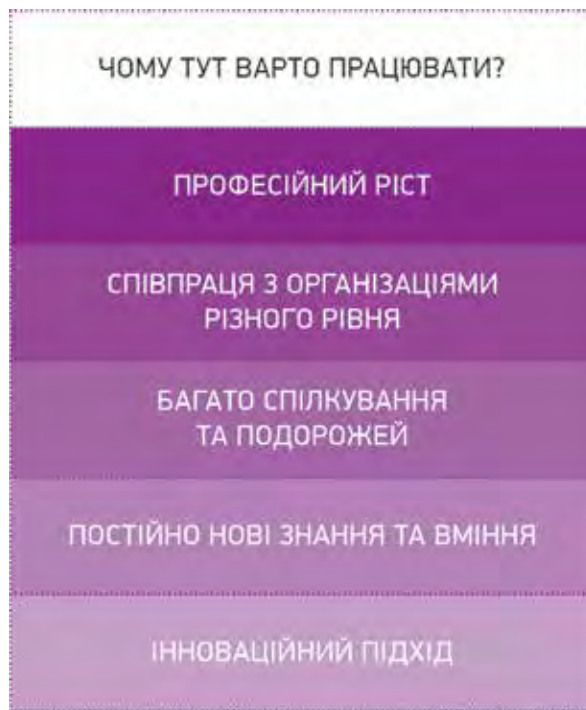 ЧОМУ ТУТ ВАРТО ПРАЦЮВАТИ?
ПРОФЕСІЙНИЙ РІСТ
СПІВПРАЦЯ З ОРГАНІЗАЦІЯМИ
РІЗНОГО РІВНЯ
БАГАТО СПІЛКУВАННЯ
ТА ПОДОРОЖЕЙ
ПОСТІЙНО НОВІ ЗНАННЯ ТА ВМІННЯ
ІННОВАЦІЙНИЙ ПІДХІД